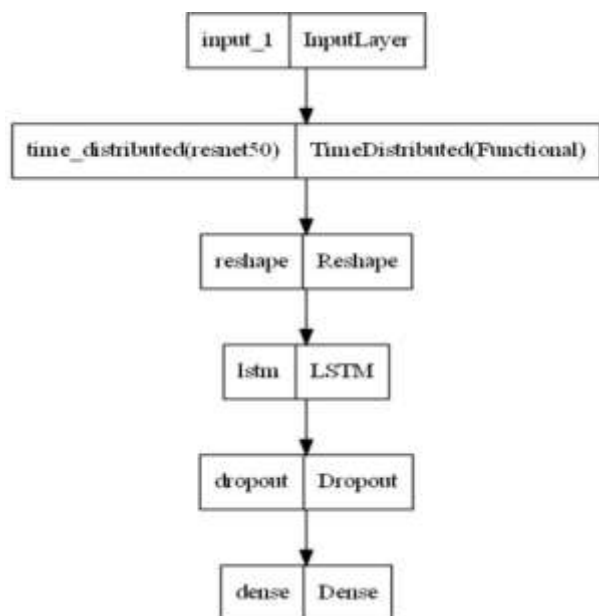 input_1 InputLayer
time_distributed(resnet50) TimeDistributed(Functional)
reshape Reshape
lstm LSTM
dropout Dropout
dense Dense